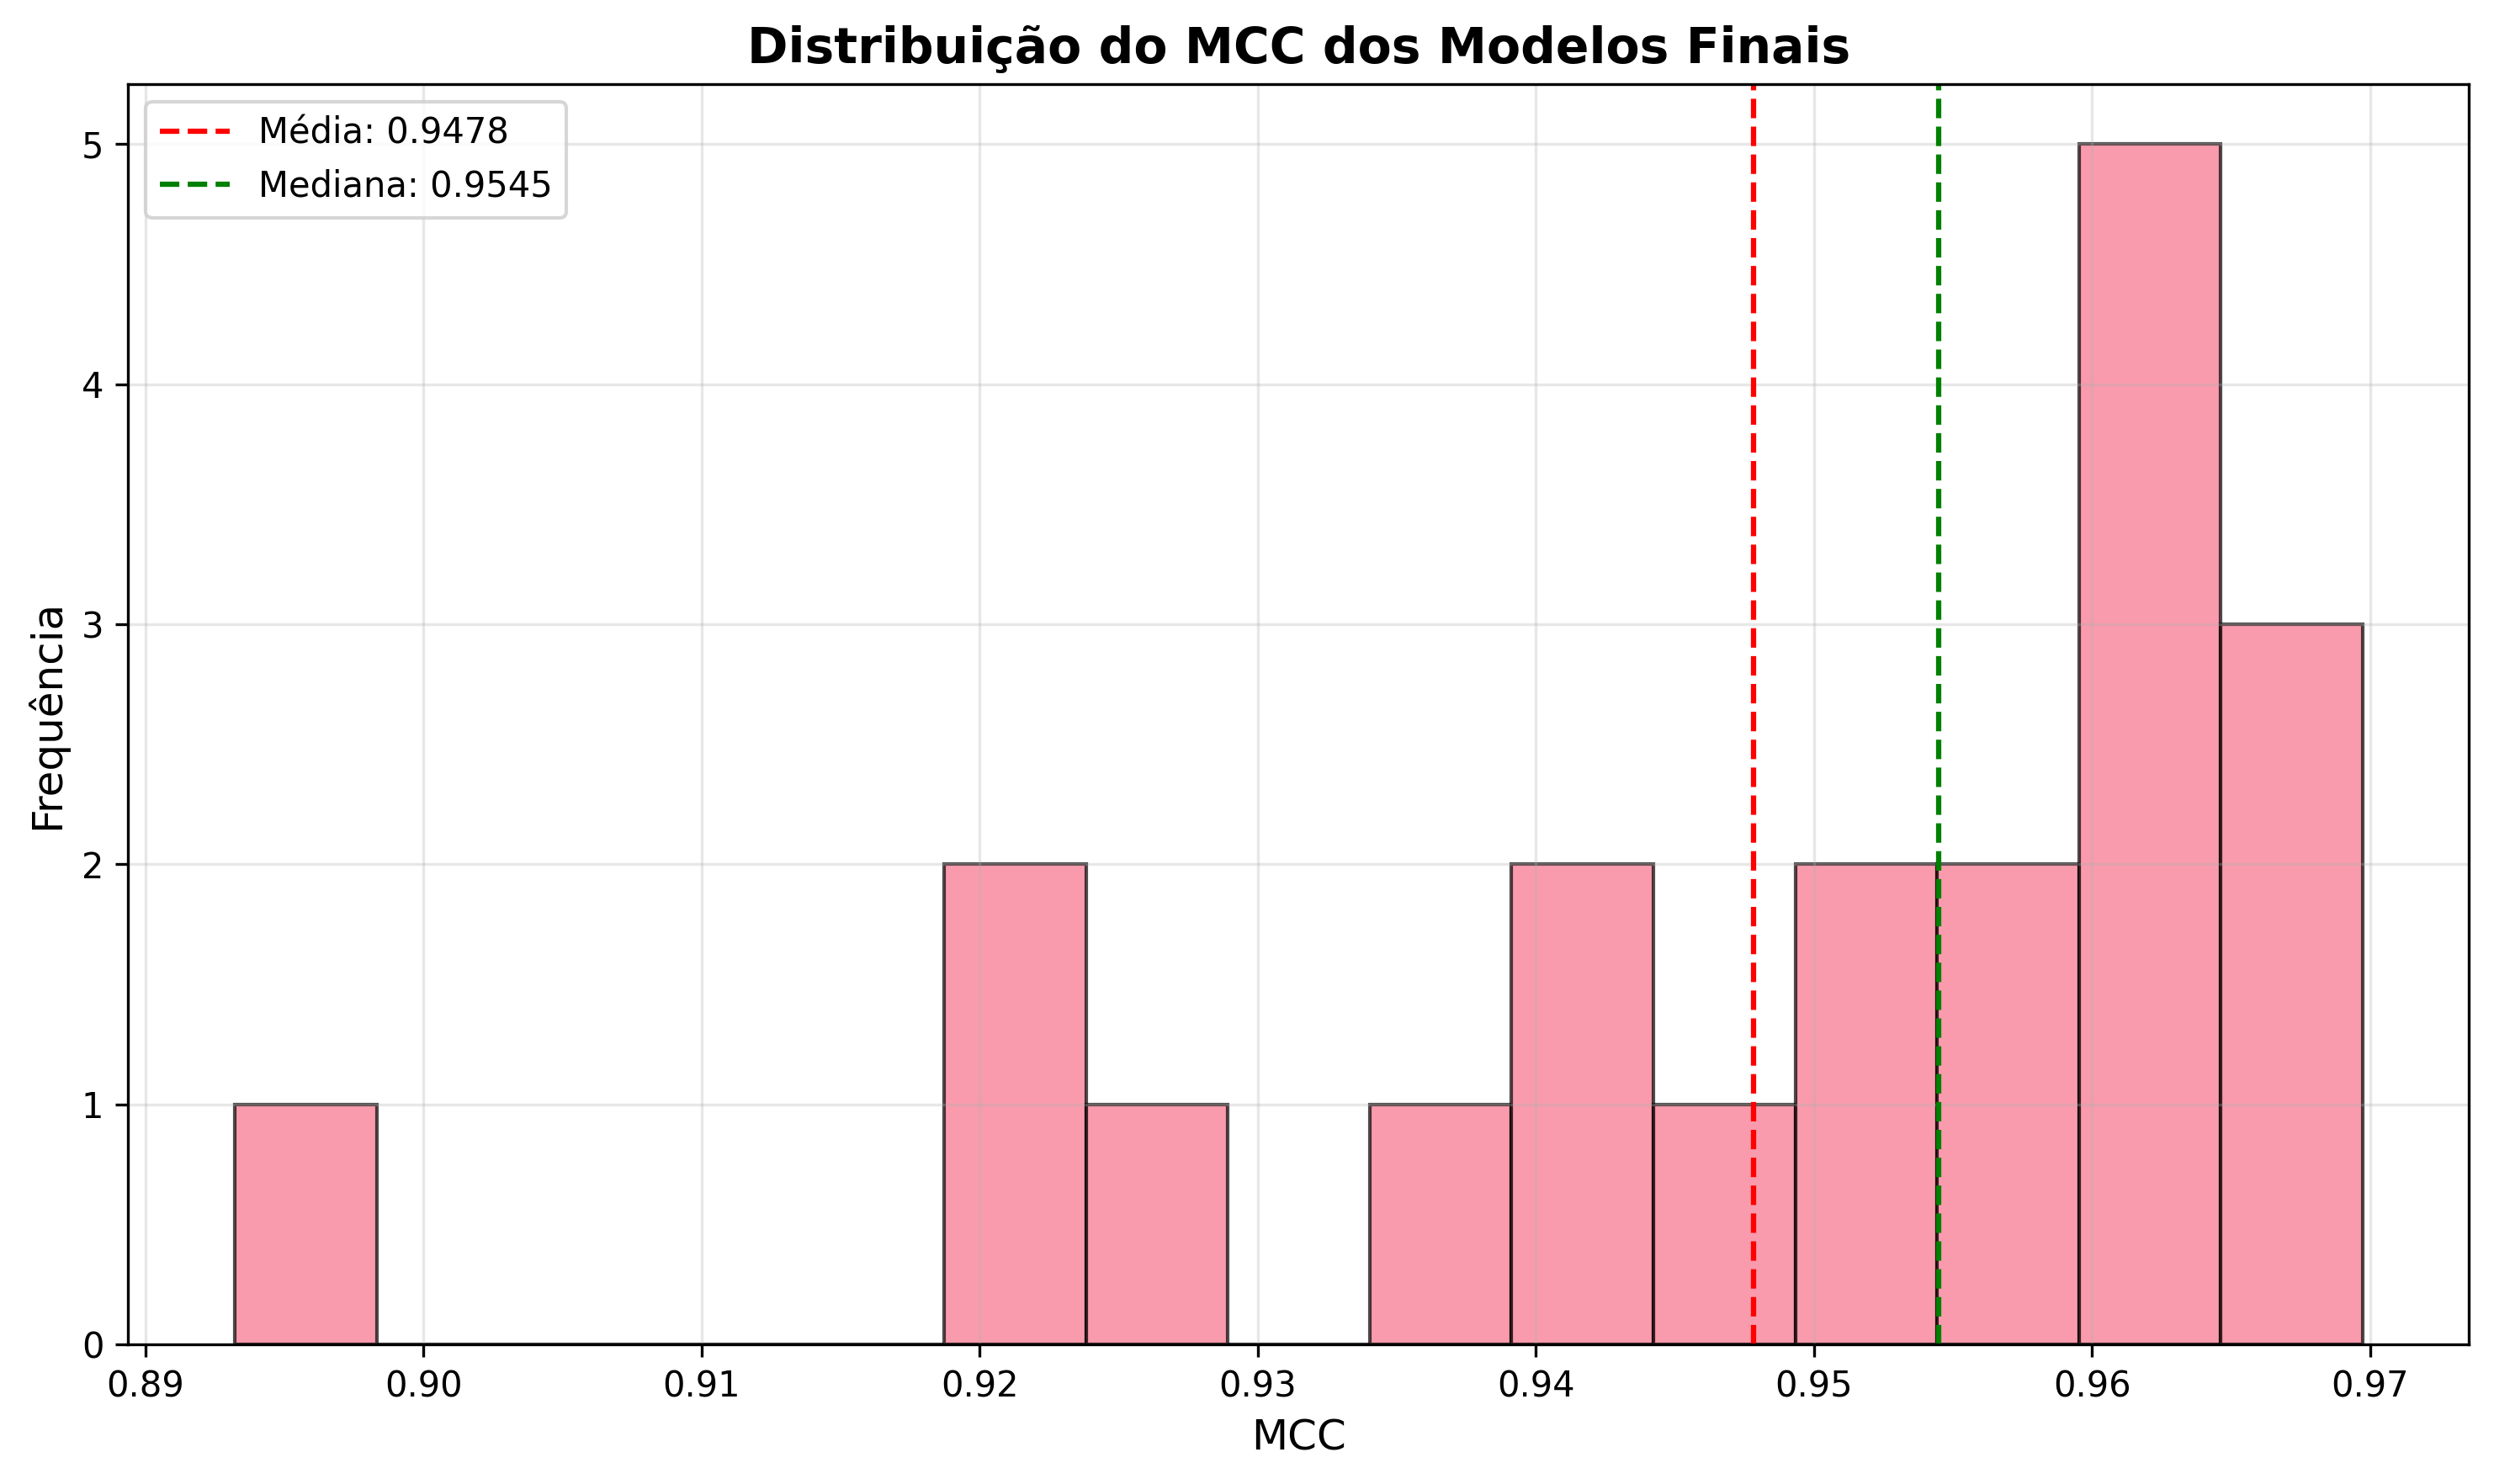 Distribuição do MCC dos Modelos Finais
Média: 0.9478
Mediana: 0.9545
Frequência
5
4
3
2
1
0
0.89 0.90 0.91 0.92 0.93 0.94 0.95 0.96 0.97
MCC